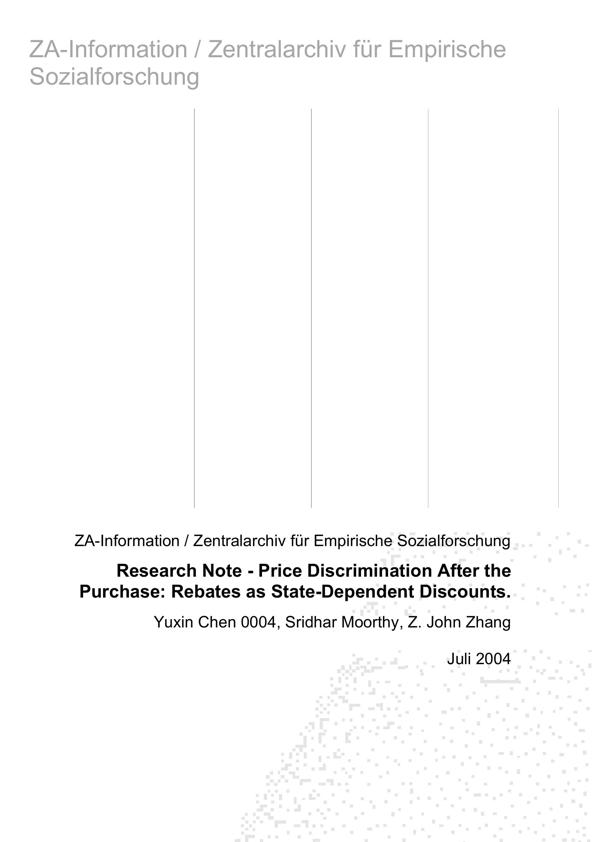 ZA-Information / Zentralarchiv für Empirische
Sozialforschung
ZA-Information / Zentralarchiv für Empirische Sozialforschung
Research Note - Price Discrimination After the
Purchase: Rebates as State-Dependent Discounts.
Yuxin Chen 0004, Sridhar Moorthy, Z. John Zhang
Juli 2004